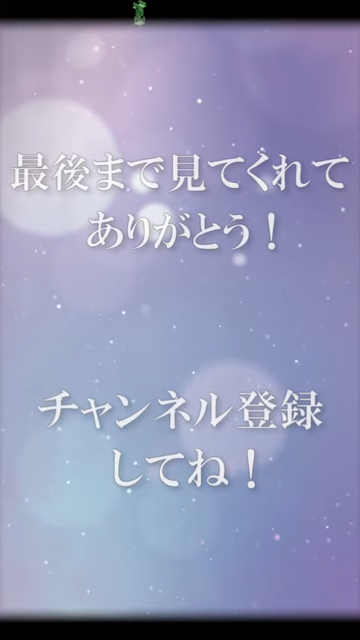 最後まで見てくれて
ありがとう！
チャンネル登録
してね！